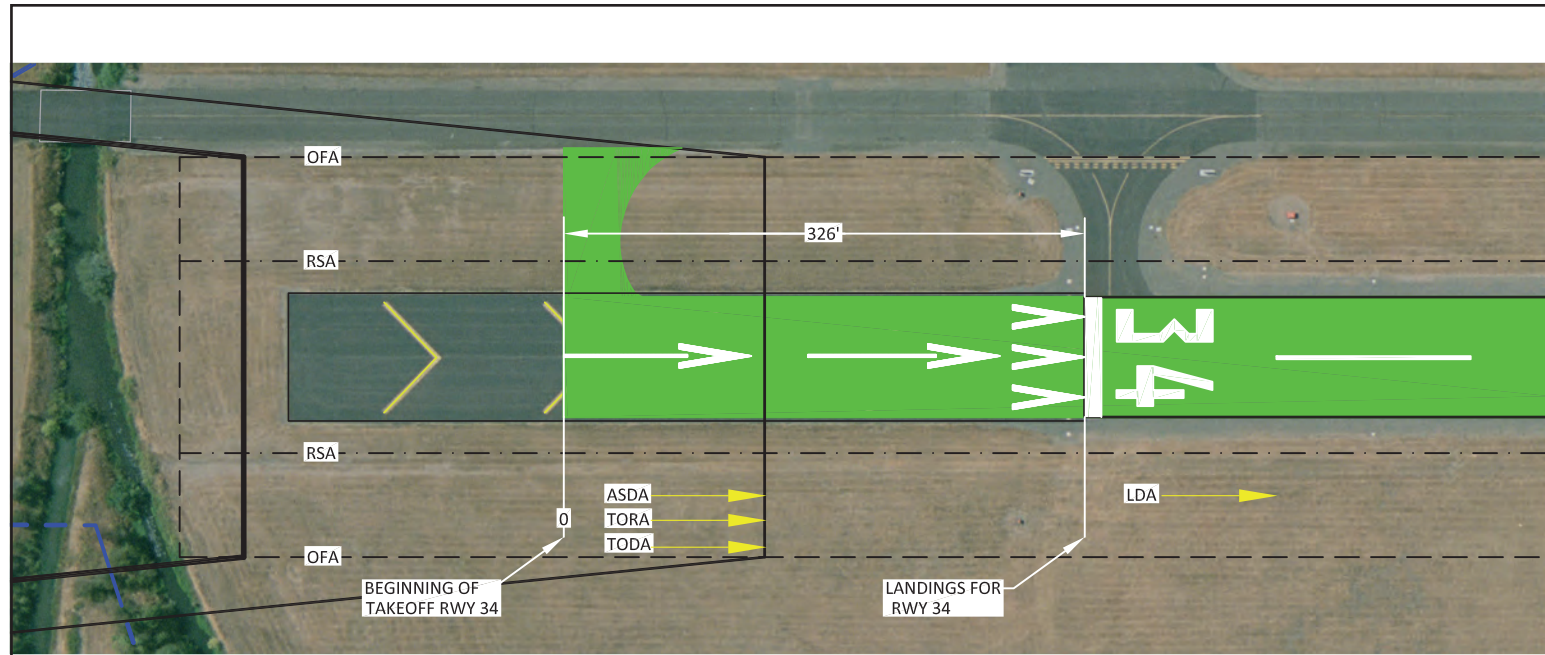 OFA
326'
RSA
34
RSA
ASDA
LDA
0
TORA
TODA
OFA
BEGINNING OF
TAKEOFF RWY 34
LANDINGS FOR
RWY 34